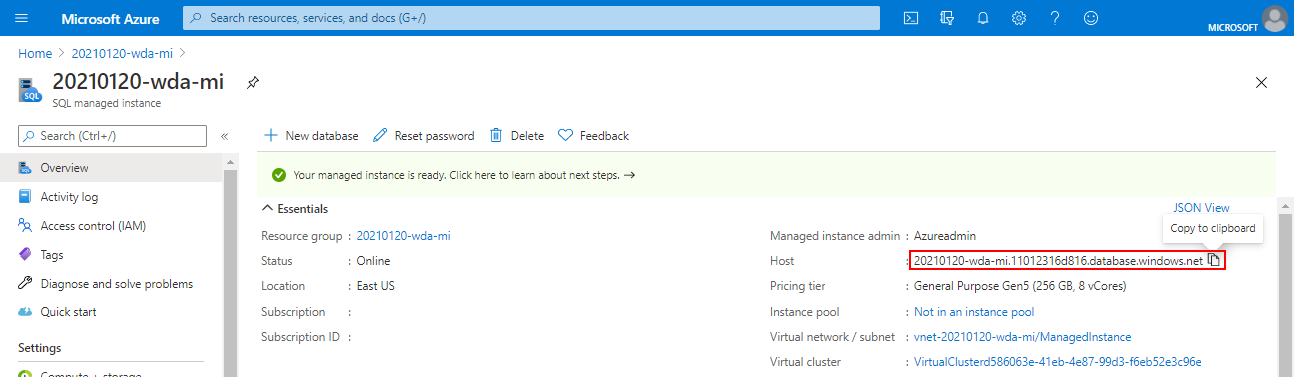 Microsoft Azure
Search resources, services, and docs (G+/)
MICROSOFT
Home > 20210120-wda-mi >
20210120-wda-mi
SQL
SQL managed instance
Search (Ctrl+/)
«
New database
Reset password
Delete
Feedback
Overview
Activity log
Access control (IAM)
Tags
Diagnose and solve problems
Quick start
Settings
Compute + storage
Your managed instance is ready. Click here to learn about next steps. →
Essentials
JSON View
Copy to clipboard
Resource group : 20210120-wda-mi
Status : Online
Location : East US
Subscription :
Subscription ID :
Managed instance admin : Azureadmin
Host : 20210120-wda-mi.11012316d816.database.windows.net
Pricing tier : General Purpose Gen5 (256 GB, 8 vCores)
Instance pool : Not in an instance pool
Virtual network / subnet : vnet-20210120-wda-mi/ManagedInstance
Virtual cluster : VirtualClusterd586063e-41eb-4e87-99d3-f6eb52e3c96e